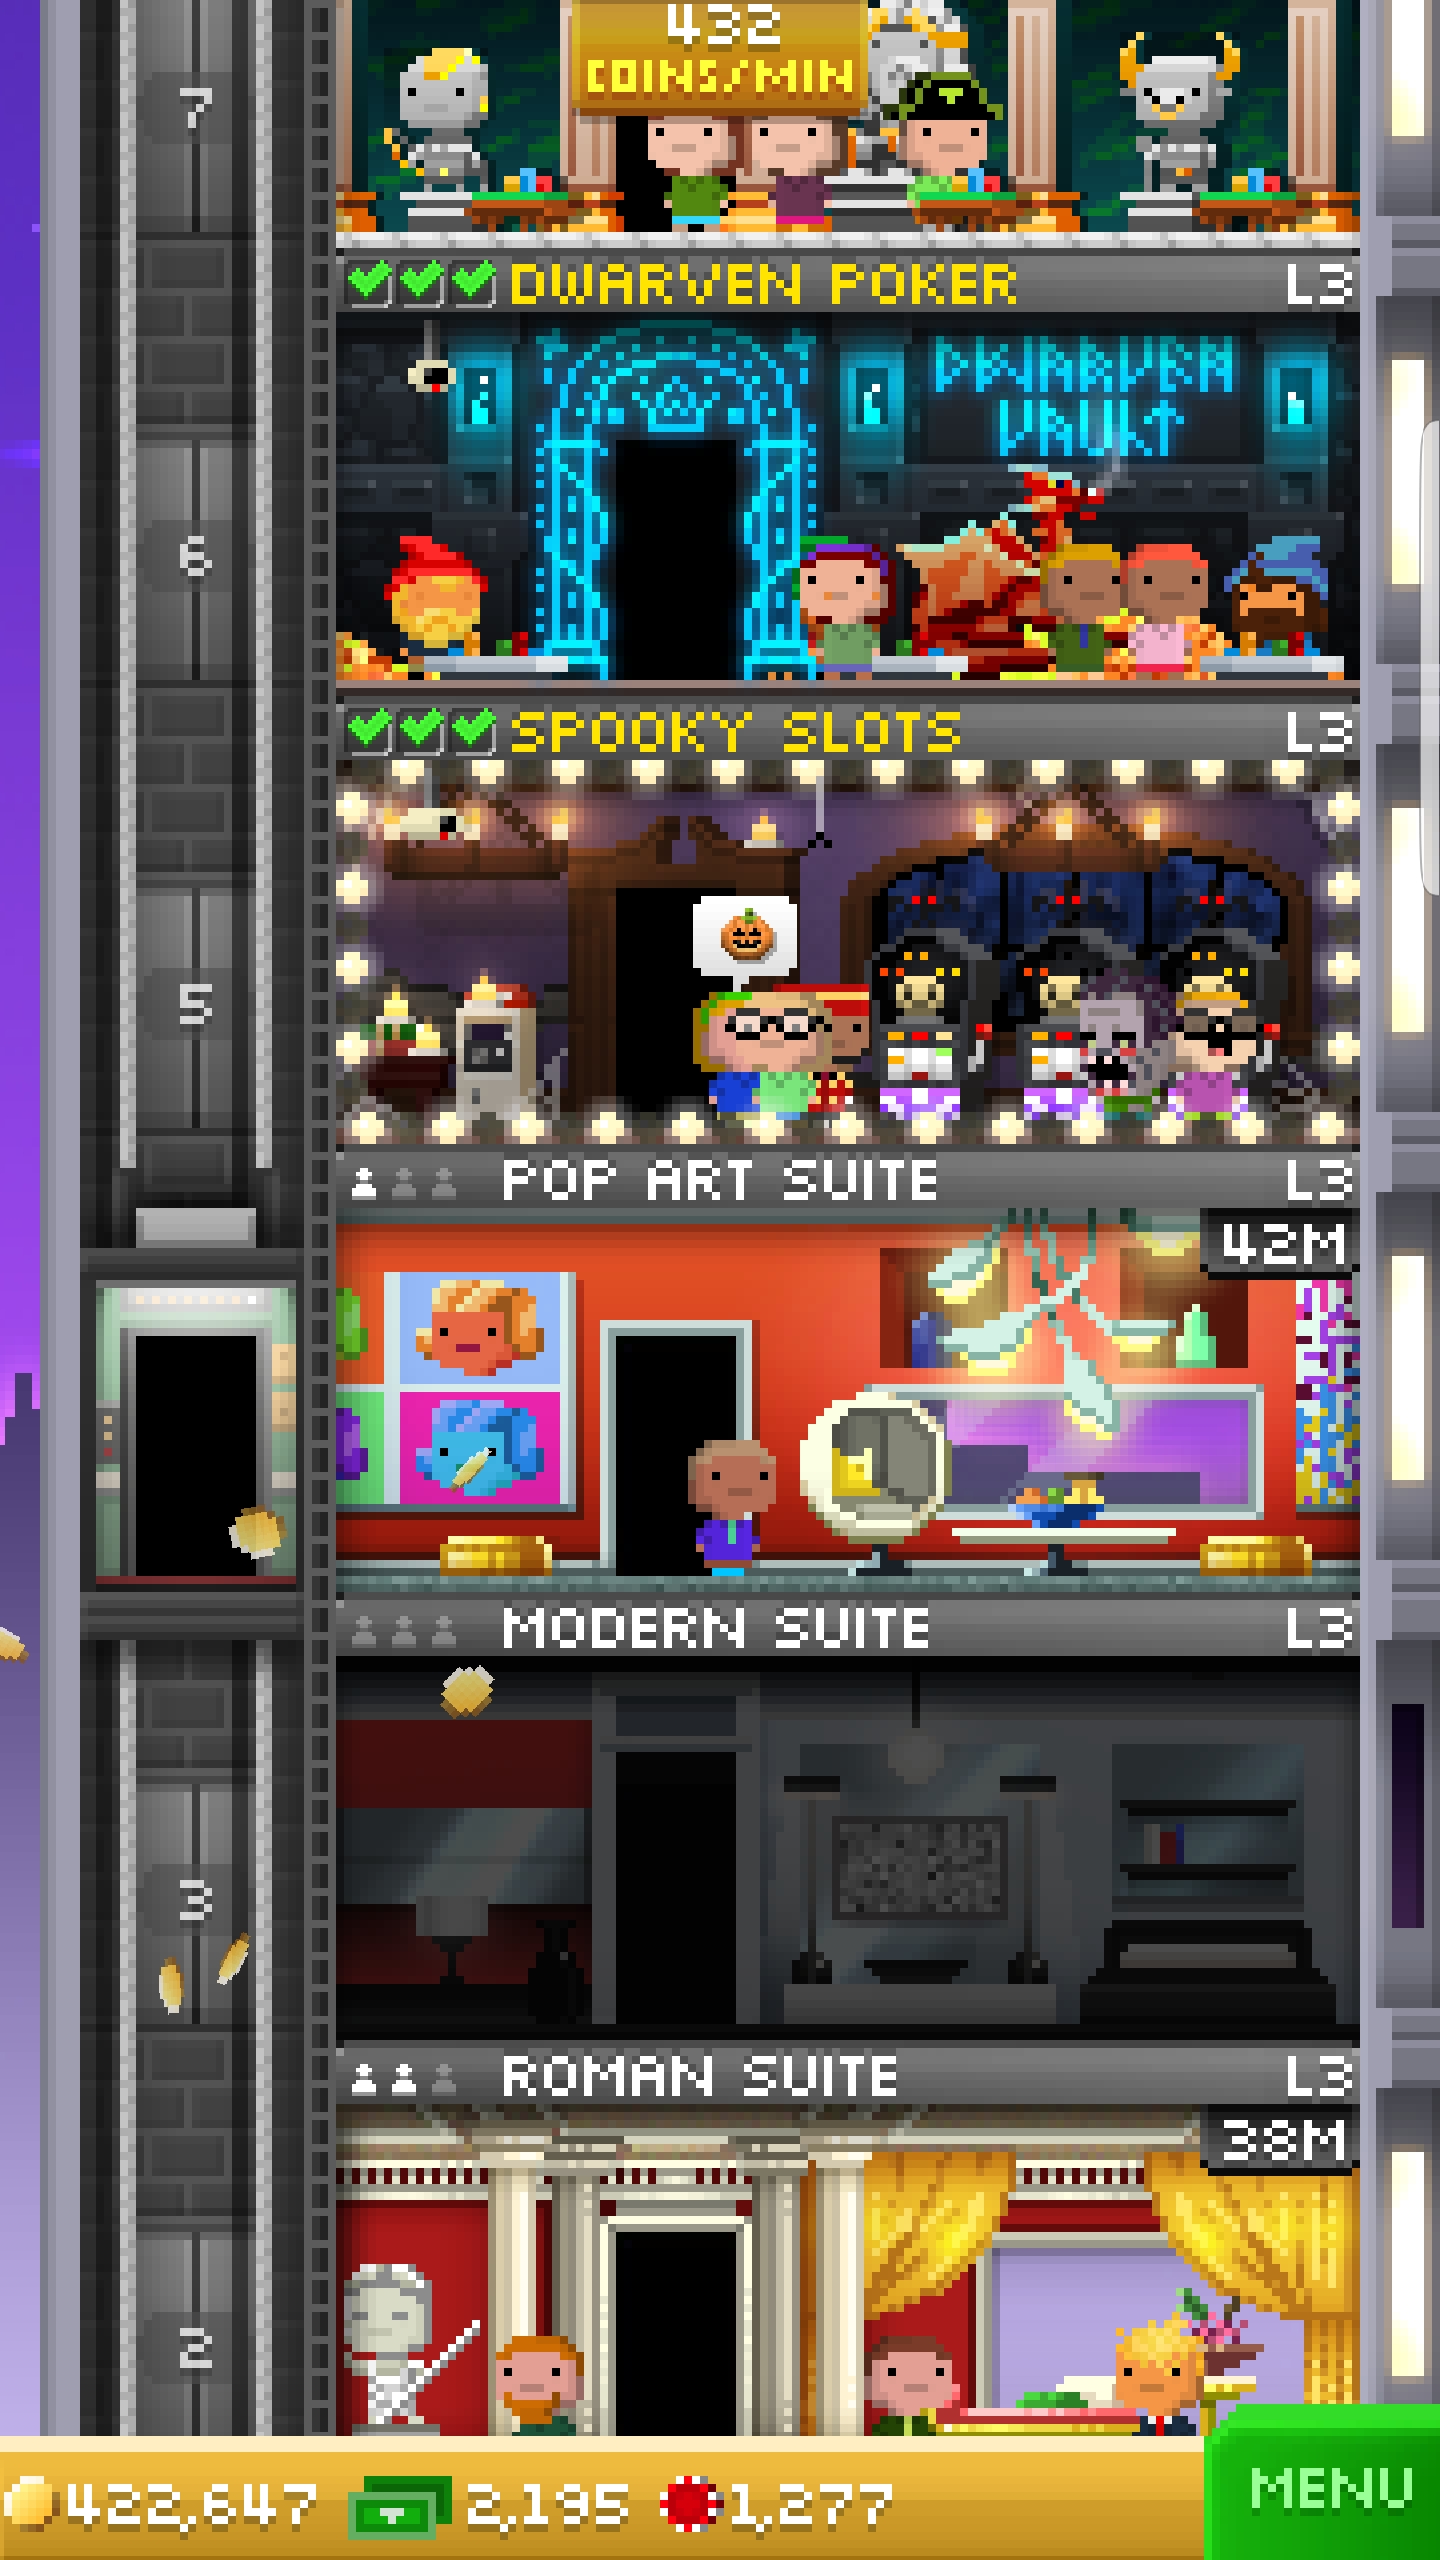 432
COINS/MIN
7
DWARVEN POKER L3
DWARVEN
VAULT
6
SPOOKY SLOTS L3
5
POP ART SUITE L3
42M
MODERN SUITE L3
3
ROMAN SUITE L3
38M
2
422,647 2,195 1,277
MENU